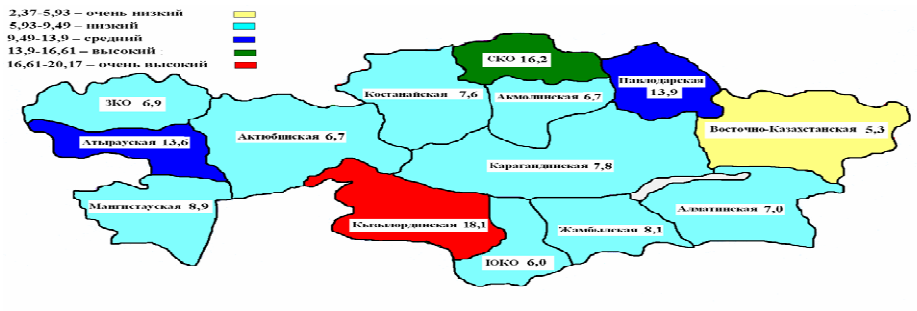 2,37-5,93 – очень низкий
5,93-9,49 – низкий
9,49-13,9 – средний
13,9-16,61 – высокий
16,61-20,17 – очень высокий
СКО 16,2
Павлодарская
13,9
Костанайская 7,6
Акмолинская 6,7
ЗКО 6,9
Восточно-Казахстанская 5,3
Актюбинская 6,7
Атырауская 13,6
Карагандинская 7,8
Мангистауская 8,9
Алматинская 7,0
Кызылординская 18,1
Жамбылская 8,1
ЮКО 6,0